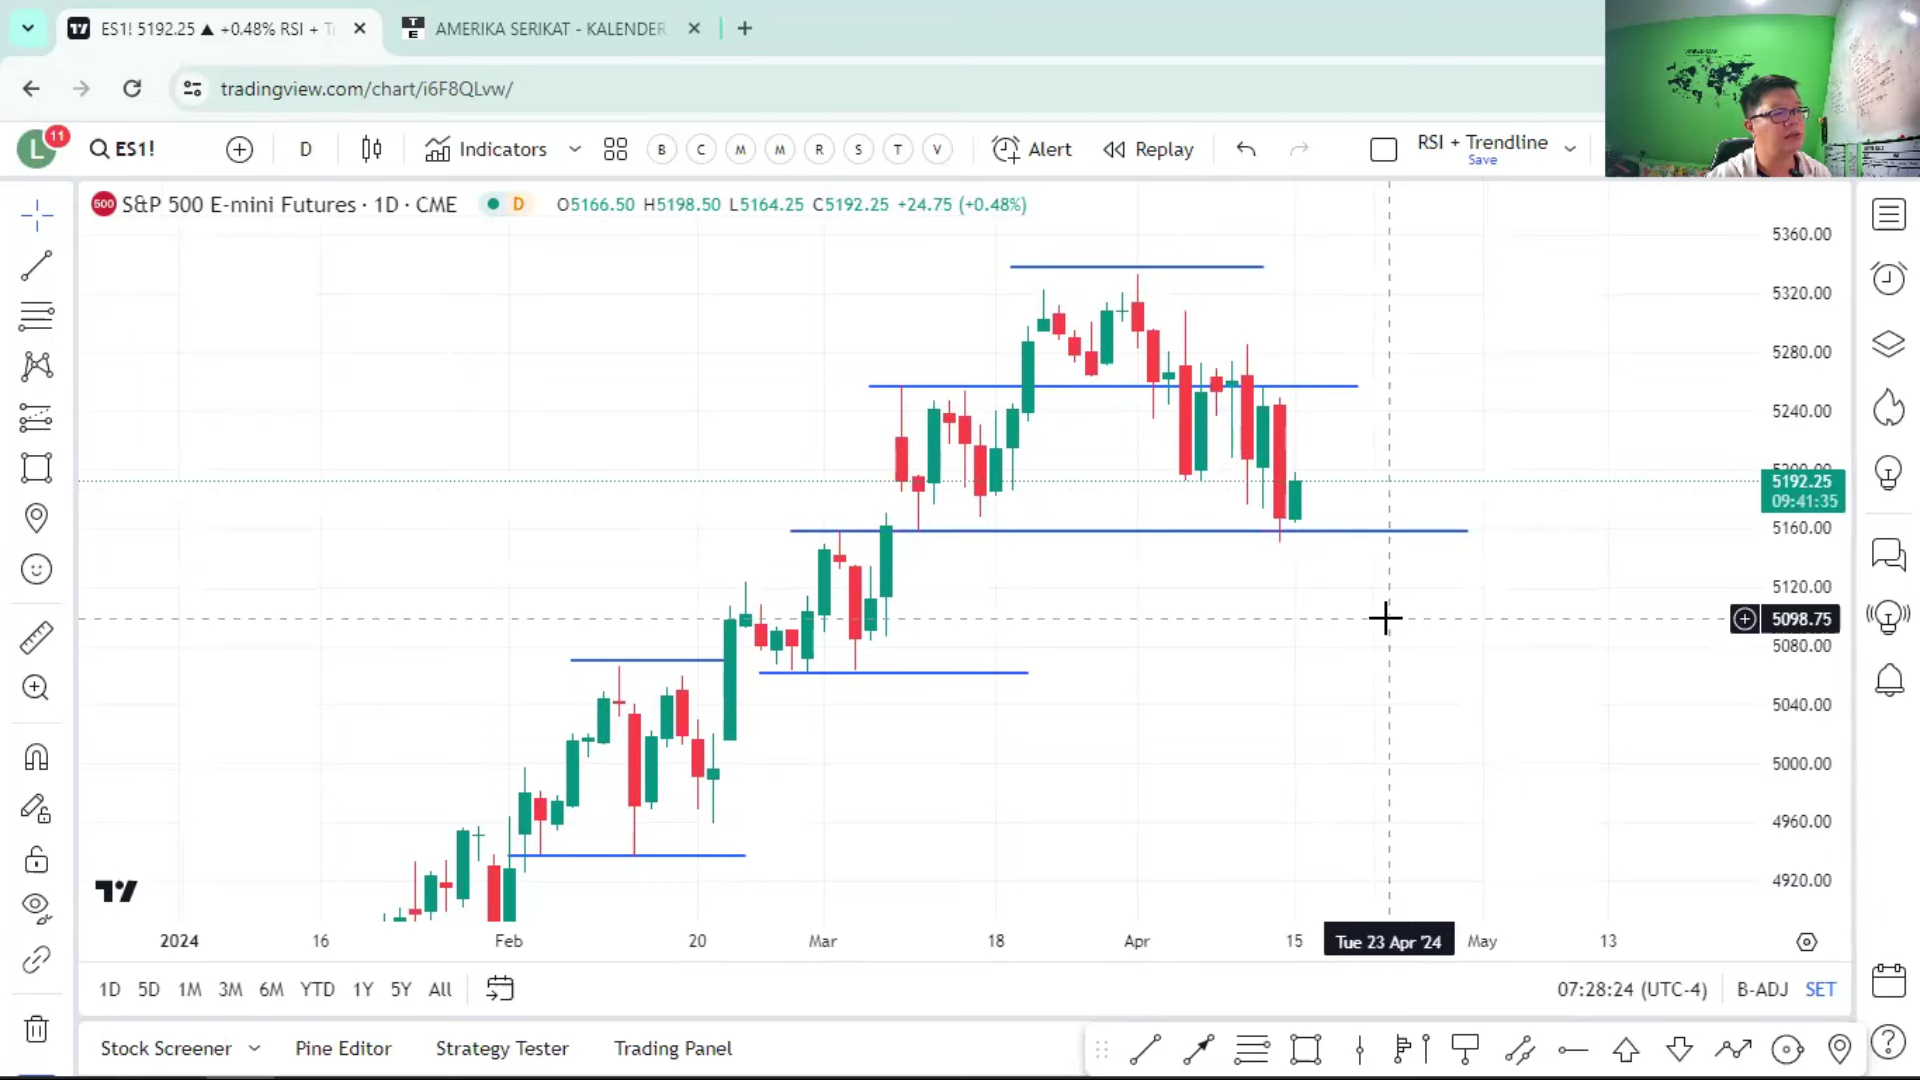 ES1! 5192.25 ▲ +0.48% RSI + Tr
AMERIKA SERIKAT - KALENDER
tradingview.com/chart/i6F8QLvw/
L
11
ES1!
D
Indicators
B C M M R S T V
Alert
Replay
RSI + Trendline
Save
500 S&P 500 E-mini Futures · 1D · CME D O5166.50 H5198.50 L5164.25 C5192.25 +24.75 (+0.48%)
5360.00
5320.00
5280.00
5240.00
5200.00
5192.25
09:41:35
5160.00
5120.00
5098.75
5080.00
5040.00
5000.00
4960.00
4920.00
2024 16 Feb 20 Mar 18 Apr 15 Tue 23 Apr '24 May 13
1D 5D 1M 3M 6M YTD 1Y 5Y All
07:28:24 (UTC-4) B-ADJ SET
Stock Screener Pine Editor Strategy Tester Trading Panel